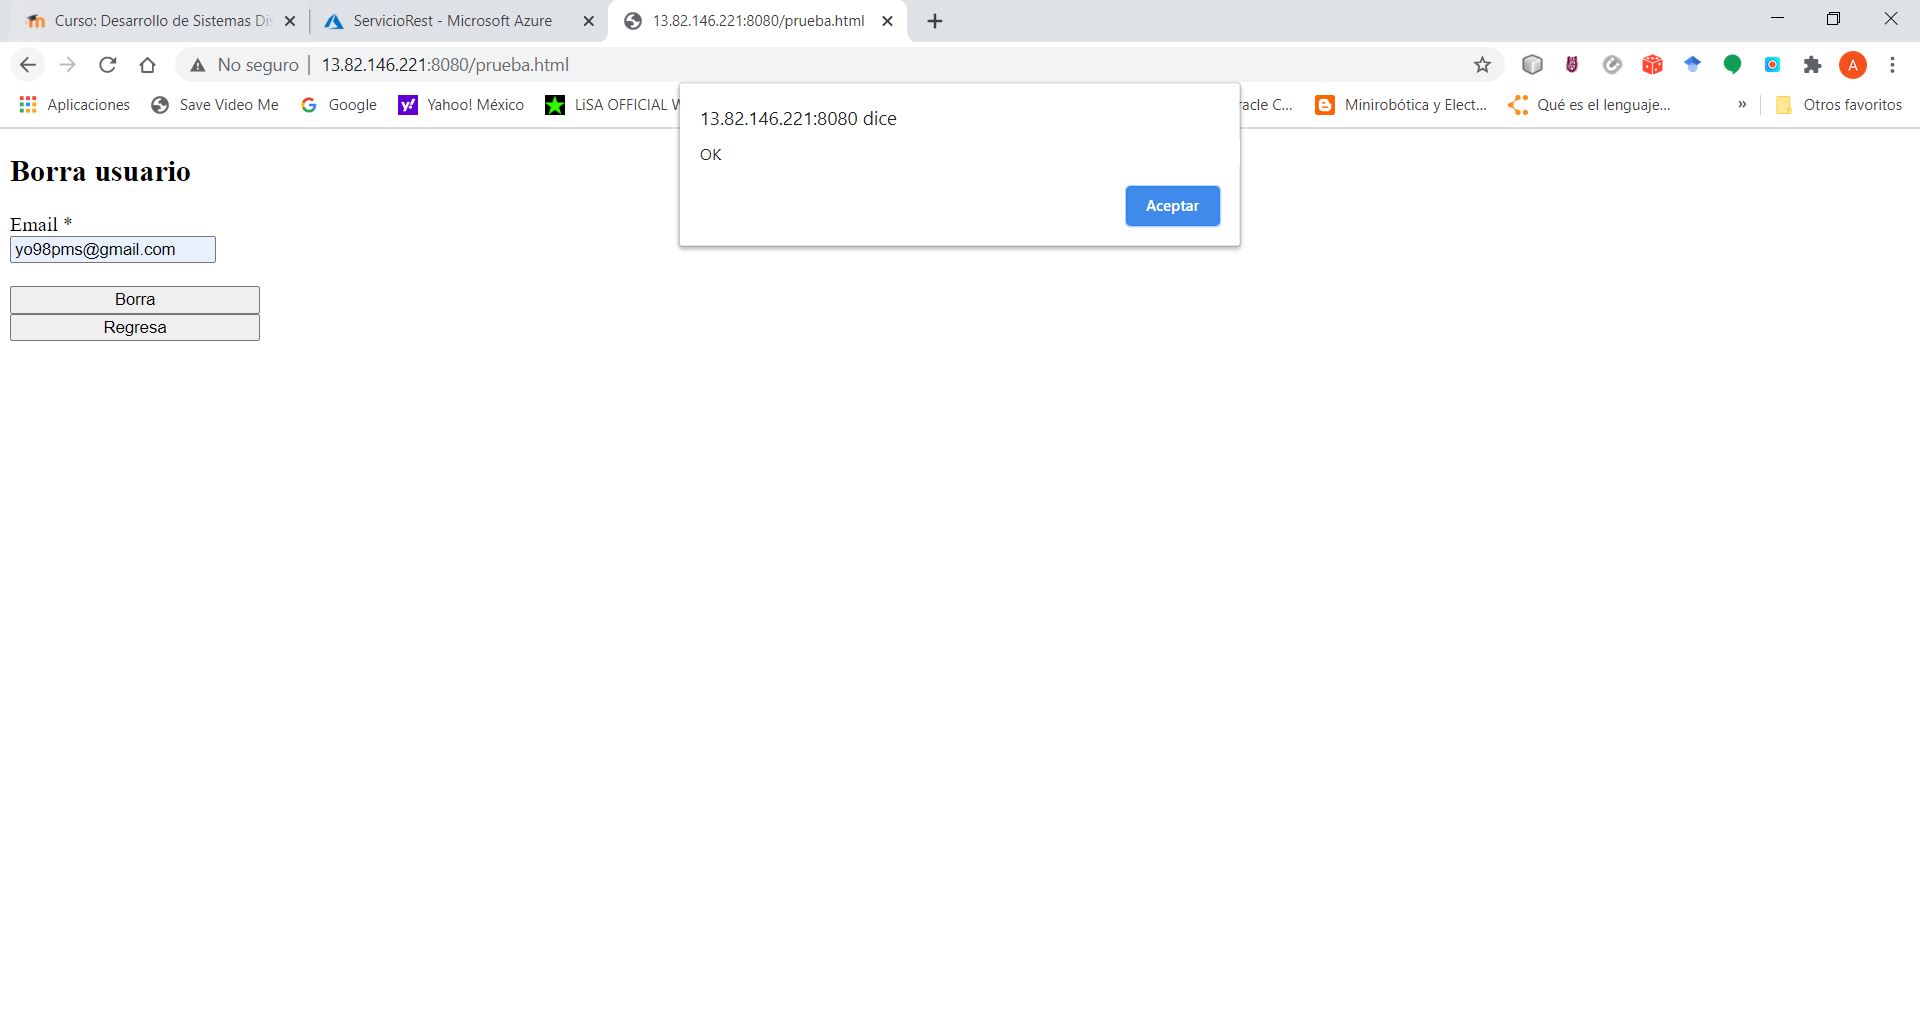 Curso: Desarrollo de Sistemas Dis
ServicioRest - Microsoft Azure
13.82.146.221:8080/prueba.html
No seguro
13.82.146.221:8080/prueba.html
A
Aplicaciones
Save Video Me
Google
Yahoo! México
LiSA OFFICIAL W
racle C...
Minirobótica y Elect...
Qué es el lenguaje...
»
Otros favoritos
13.82.146.221:8080 dice
OK
Aceptar
Borra usuario
Email *
yo98pms@gmail.com
Borra
Regresa